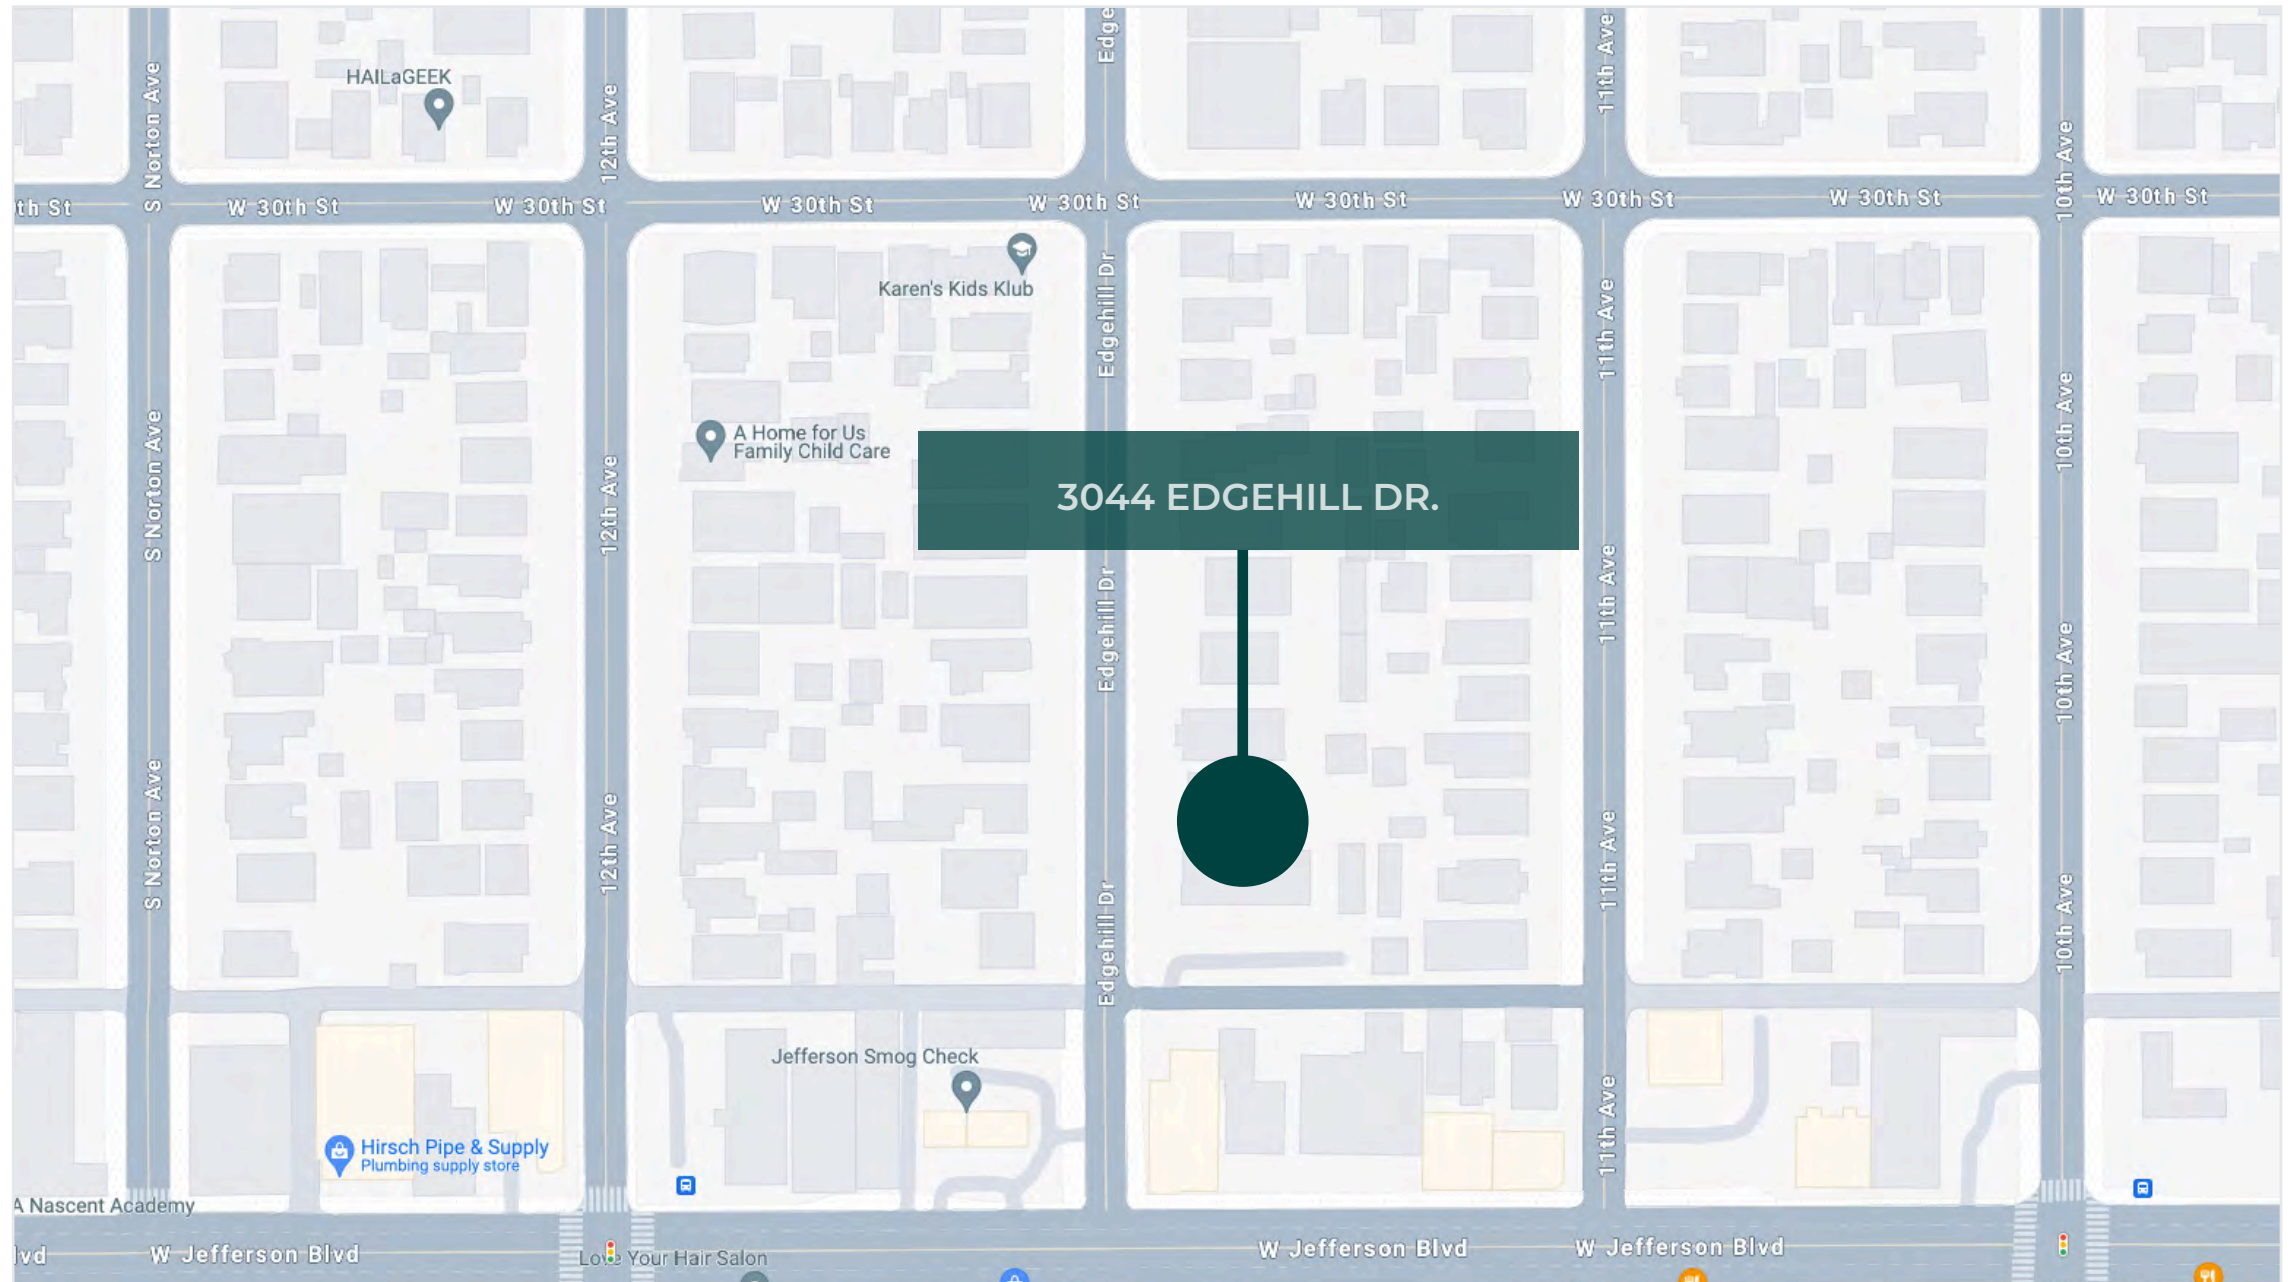 Edge
11th Ave
HAILaGEEK
S Norton Ave
12th Ave
10th Ave
th St
W 30th St
W 30th St
W 30th St
W 30th St
W 30th St
W 30th St
W 30th St
W 30th St
Karen's Kids Klub
Edgehill Dr
11th Ave
10th Ave
S Norton Ave
12th Ave
A Home for Us
Family Child Care
3044 EDGEHILL DR.
Edgehill Dr
11th Ave
10th Ave
S Norton Ave
12th Ave
11th Ave
Edgehill Dr
10th Ave
Jefferson Smog Check
11th Ave
Hirsch Pipe & Supply
Plumbing supply store
A Nascent Academy
lvd
W Jefferson Blvd
Love Your Hair Salon
W Jefferson Blvd
W Jefferson Blvd